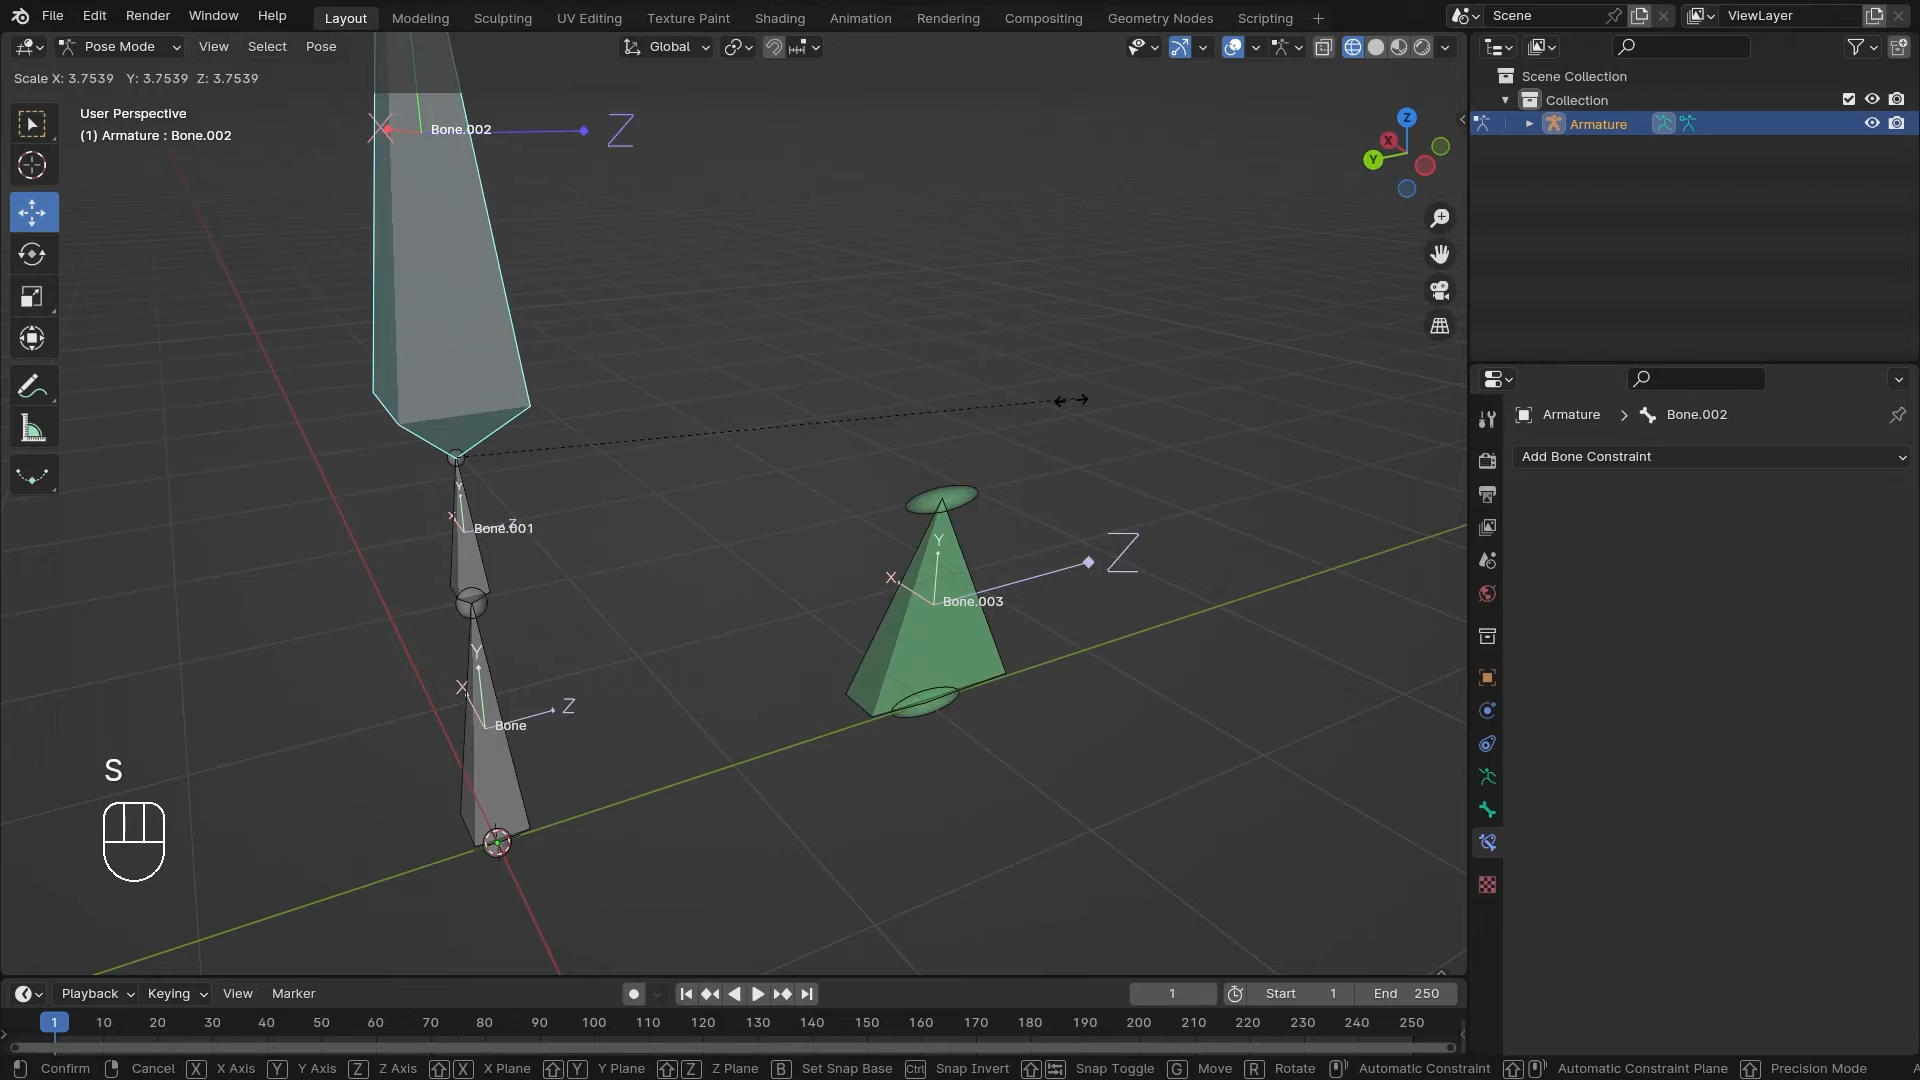 File Edit Render Window Help Layout Modeling Sculpting UV Editing Texture Paint Shading Animation Rendering Compositing Geometry Nodes Scripting + Scene ViewLayer
Pose Mode View Select Pose Global
Scale X: 3.7539 Y: 3.7539 Z: 3.7539
User Perspective
(1) Armature : Bone.002
X Bone.002 Z
Y
X Bone.001 Z
Y
X Z
Bone
Y
X Z
Bone.003
Z
X
Y
S
Scene Collection
Collection
Armature
Armature > Bone.002
Add Bone Constraint
Playback Keying View Marker 1 Start 1 End 250
1 10 20 30 40 50 60 70 80 90 100 110 120 130 140 150 160 170 180 190 200 210 220 230 240 250
Confirm Cancel X X Axis Y Y Axis Z Z Axis X X Plane Y Y Plane Z Z Plane B Set Snap Base Ctrl Snap Invert Snap Toggle G Move R Rotate Automatic Constraint Automatic Constraint Plane Precision Mode